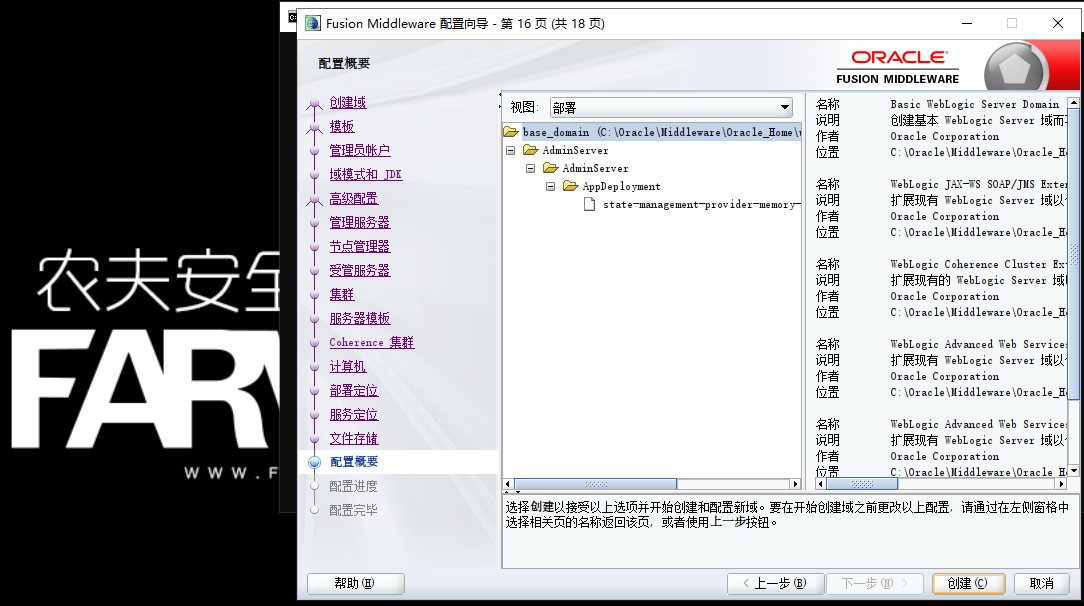 Fusion Middleware 配置向导 - 第 16 页 (共 18 页)
配置概要
ORACLE
FUSION MIDDLEWARE
创建域
模板
管理员帐户
域模式和 JDK
高级配置
管理服务器
节点管理器
受管服务器
集群
服务器模板
Coherence 集群
计算机
部署定位
服务定位
文件存储
配置概要
配置进度
配置完毕
视图: 部署
base_domain (C:\Oracle\Middleware\Oracle_Home\
AdminServer
AdminServer
AppDeployment
state-management-provider-memory-
名称 Basic WebLogic Server Domain
说明 创建基本 WebLogic Server 域而
作者 Oracle Corporation
位置 C:\Oracle\Middleware\Oracle_H
名称 WebLogic JAX-WS SOAP/JMS Exte
说明 扩展现有 WebLogic Server 域以
作者 Oracle Corporation
位置 C:\Oracle\Middleware\Oracle_H
名称 WebLogic Coherence Cluster Ex
说明 扩展现有的 WebLogic Server 域
作者 Oracle Corporation
位置 C:\Oracle\Middleware\Oracle_H
名称 WebLogic Advanced Web Services
说明 扩展现有 WebLogic Server 域以
作者 Oracle Corporation
位置 C:\Oracle\Middleware\Oracle_H
名称 WebLogic Advanced Web Services
说明 扩展现有 WebLogic Server 域以
作者 Oracle Corporation
位置 C:\Oracle\Middleware\Oracle_H
选择创建以接受以上选项并开始创建和配置新域。要在开始创建域之前更改以上配置, 请通过在左侧窗格中
选择相关页的名称返回该页, 或者使用上一步按钮。
帮助(H)
< 上一步(B)
下一步(N) >
创建(C)
取消
农夫安全
FARV
WWW.F